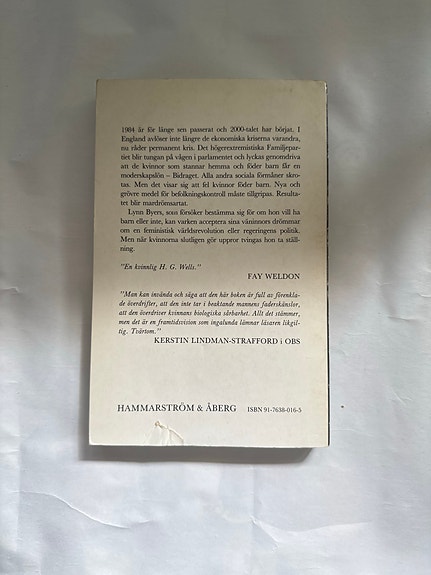 1984 är för länge sen passerat och 2000-talet har börjat. I
England avlöser inte längre de ekonomiska kriserna varandra,
nu råder permanent kris. Det högerextremistiska Familjepar-
tiet blir tungan på vågen i parlamentet och lyckas genomdriva
att de kvinnor som stannar hemma och föder barn får en
moderskapslön – Bidraget. Alla andra sociala förmåner skro-
tas. Men det visar sig att fel kvinnor föder barn. Nya och
grövre medel för befolkningskontroll måste tillgripas. Resulta-
tet blir mardrömsartat.
Lynn Byers, som försöker bestämma sig för om hon vill ha
barn eller inte, kan varken acceptera sina väninnors drömmar
om en feministisk världsrevolution eller regeringens politik.
Men när kvinnorna slutligen gör uppror tvingas hon ta ställ-
ning.
"En kvinnlig H. G. Wells."
FAY WELDON
"Man kan invända och säga att den här boken är full av förenkla-
de överdrifter, att den inte tar i beaktande mannens faderskänslor,
att den överdriver kvinnans biologiska sårbarhet. Allt det stämmer,
men det är en framtidsvision som ingalunda lämnar läsaren likgil-
tig. Tvärtom."
KERSTIN LINDMAN-STRAFFORD i OBS
HAMMARSTRÖM & ÅBERG ISBN 91-7638-016-5